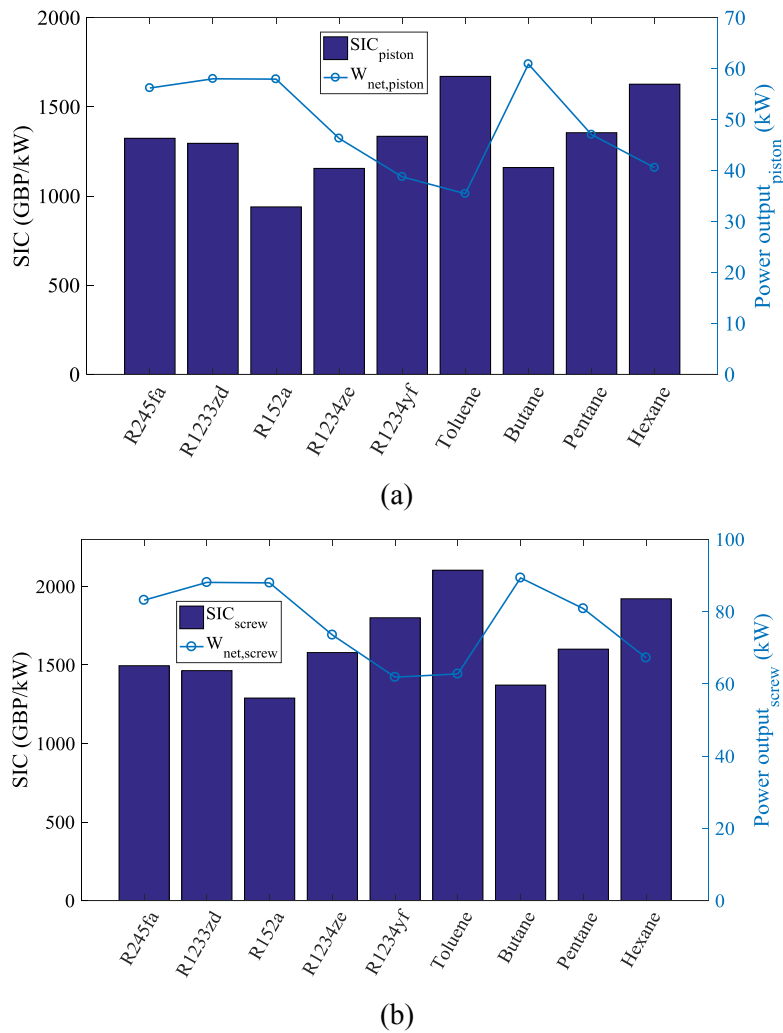 2000
1500
1000
500
0
SIC (GBP/kW)
SIC_piston
W_net,piston
70
60
50
40
30
20
10
0
Power output_piston (kW)
R245fa
R1233zd
R152a
R1234ze
R1234yf
Toluene
Butane
Pentane
Hexane
(a)
2000
1500
1000
500
0
SIC (GBP/kW)
SIC_screw
W_net,screw
100
80
60
40
20
0
Power output_screw (kW)
R245fa
R1233zd
R152a
R1234ze
R1234yf
Toluene
Butane
Pentane
Hexane
(b)